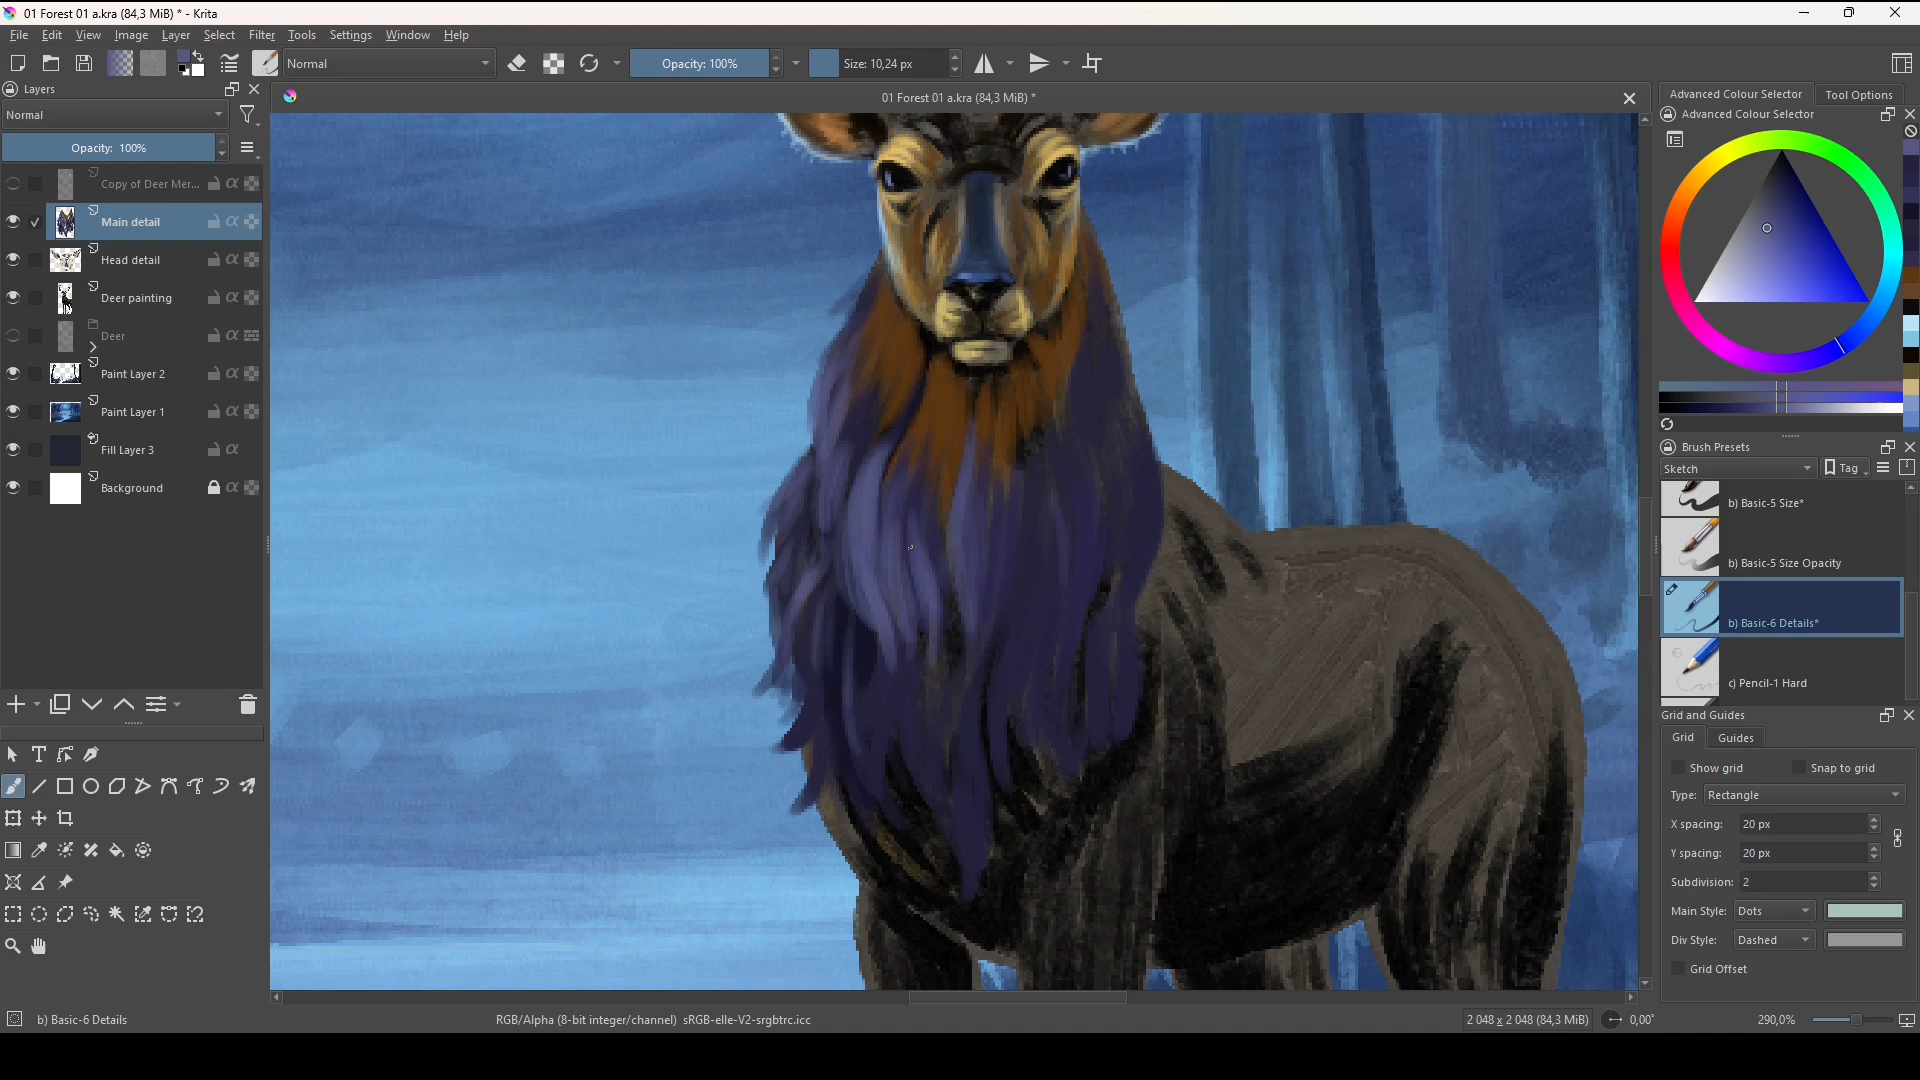 01 Forest 01 a.kra (84,3 MiB) * - Krita
File Edit View Image Layer Select Filter Tools Settings Window Help
Normal Opacity: 100% Size: 10,24 px
Layers
01 Forest 01 a.kra (84,3 MiB) *
Advanced Colour Selector Tool Options
Advanced Colour Selector
Normal
Opacity: 100%
Copy of Deer Mer...
Main detail
Head detail
Deer painting
Deer
Paint Layer 2
Paint Layer 1
Fill Layer 3
Background
Brush Presets
Sketch Tag
b) Basic-5 Size*
b) Basic-5 Size Opacity
b) Basic-6 Details*
c) Pencil-1 Hard
Grid and Guides
Grid Guides
Show grid Snap to grid
Type: Rectangle
X spacing: 20 px
Y spacing: 20 px
Subdivision: 2
Main Style: Dots
Div Style: Dashed
Grid Offset
b) Basic-6 Details
RGB/Alpha (8-bit integer/channel) sRGB-elle-V2-srgbtrc.icc
2 048 x 2 048 (84,3 MiB) 0,00° 290,0%